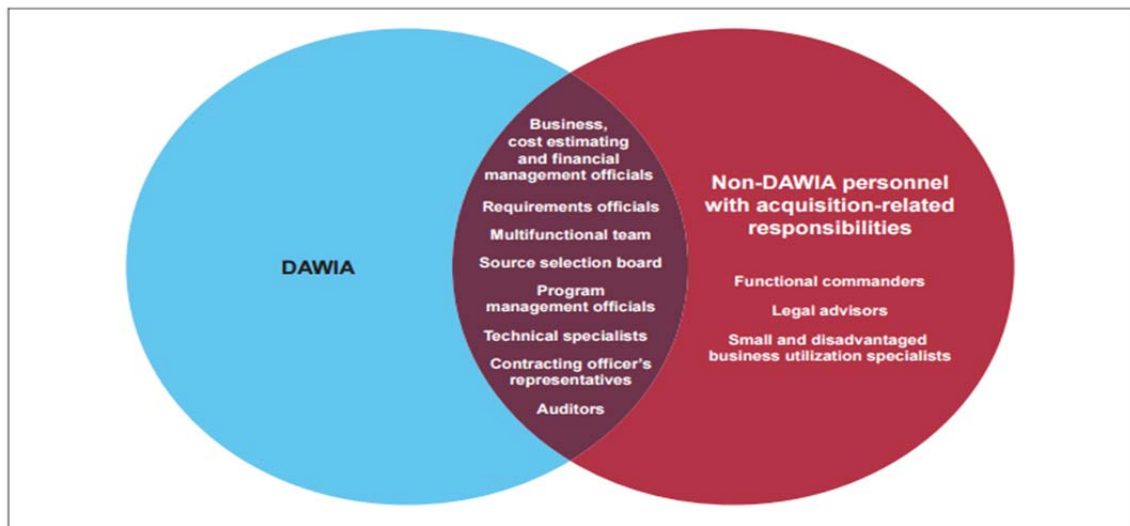 DAWIA
Business,
cost estimating
and financial
management officials
Requirements officials
Multifunctional team
Source selection board
Program
management officials
Technical specialists
Contracting officer's
representatives
Auditors
Non-DAWIA personnel
with acquisition-related
responsibilities
Functional commanders
Legal advisors
Small and disadvantaged
business utilization specialists